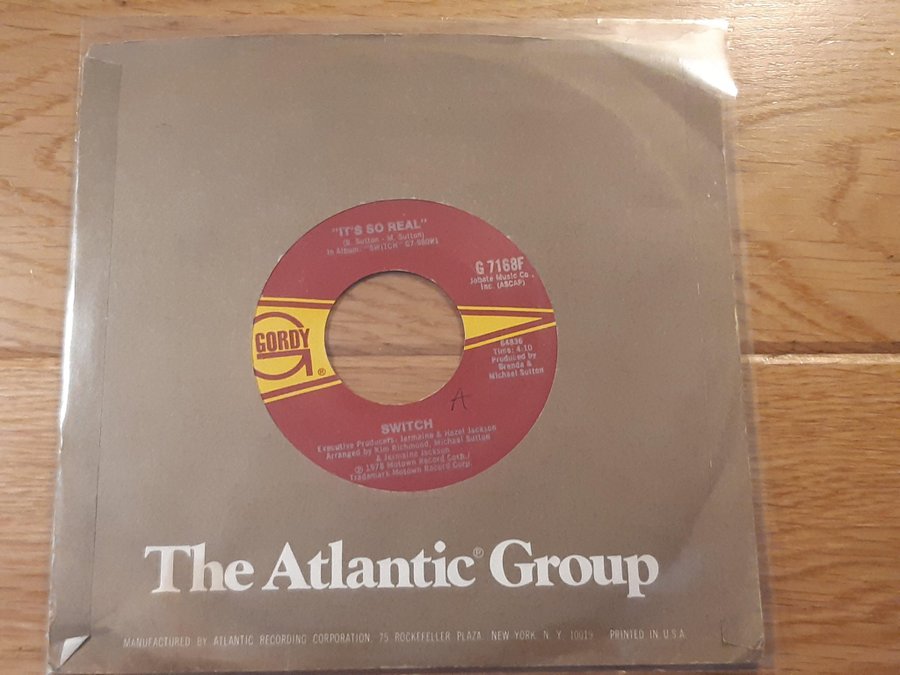 "IT'S SO REAL"
(B. Sutton - M. Sutton)
In Album: "SWITCH" G7-980R1
G 7168F
Jobete Music Co.
Inc. (ASCAP)
GORDY
®
64836
Time: 4:10
Produced by
Brenda &
Michael Sutton
A
SWITCH
Executive Producers: Jermaine & Hazel Jackson
Arranged by Kim Richmond, Michael Sutton
& Jermaine Jackson
℗ 1978 Motown Record Corp./
Trademark Motown Record Corp.
The Atlantic® Group
MANUFACTURED BY ATLANTIC RECORDING CORPORATION, 75 ROCKEFELLER PLAZA, NEW YORK, N. Y. 10019 PRINTED IN U.S.A.